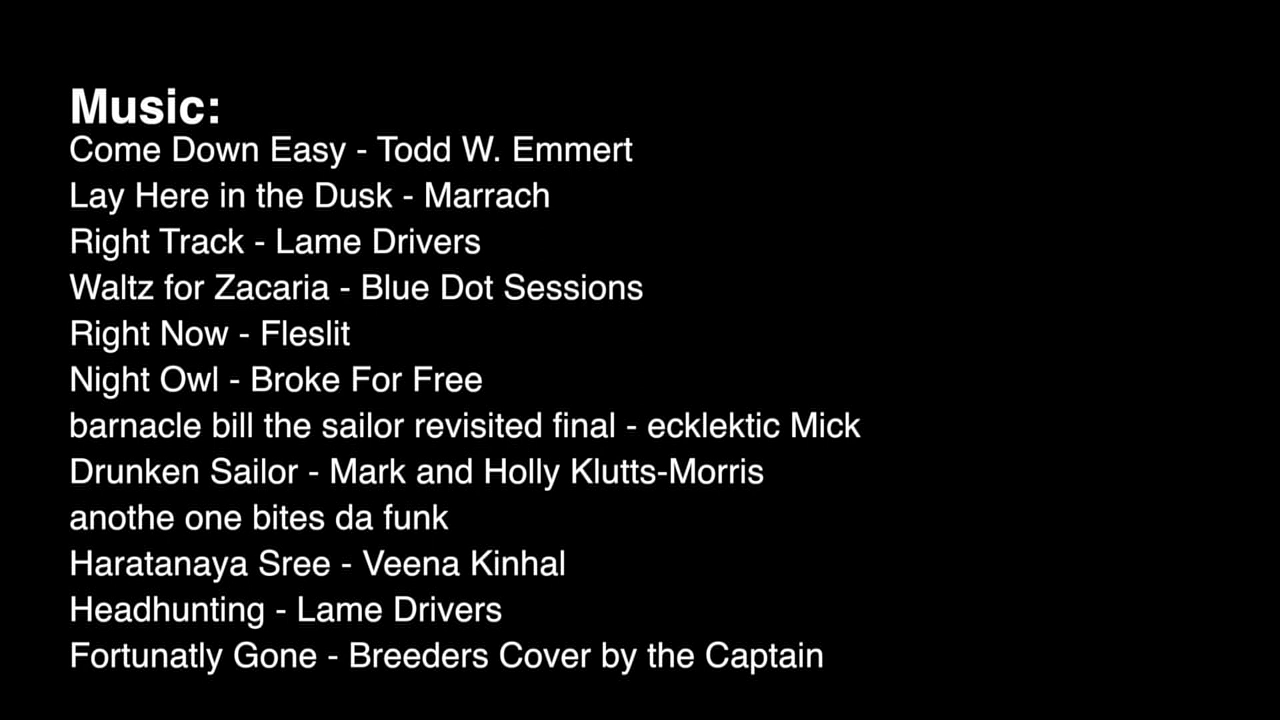 Music:
Come Down Easy - Todd W. Emmert
Lay Here in the Dusk - Marrach
Right Track - Lame Drivers
Waltz for Zacaria - Blue Dot Sessions
Right Now - Fleslit
Night Owl - Broke For Free
barnacle bill the sailor revisited final - ecklektic Mick
Drunken Sailor - Mark and Holly Klutts-Morris
anothe one bites da funk
Haratanaya Sree - Veena Kinhal
Headhunting - Lame Drivers
Fortunatly Gone - Breeders Cover by the Captain